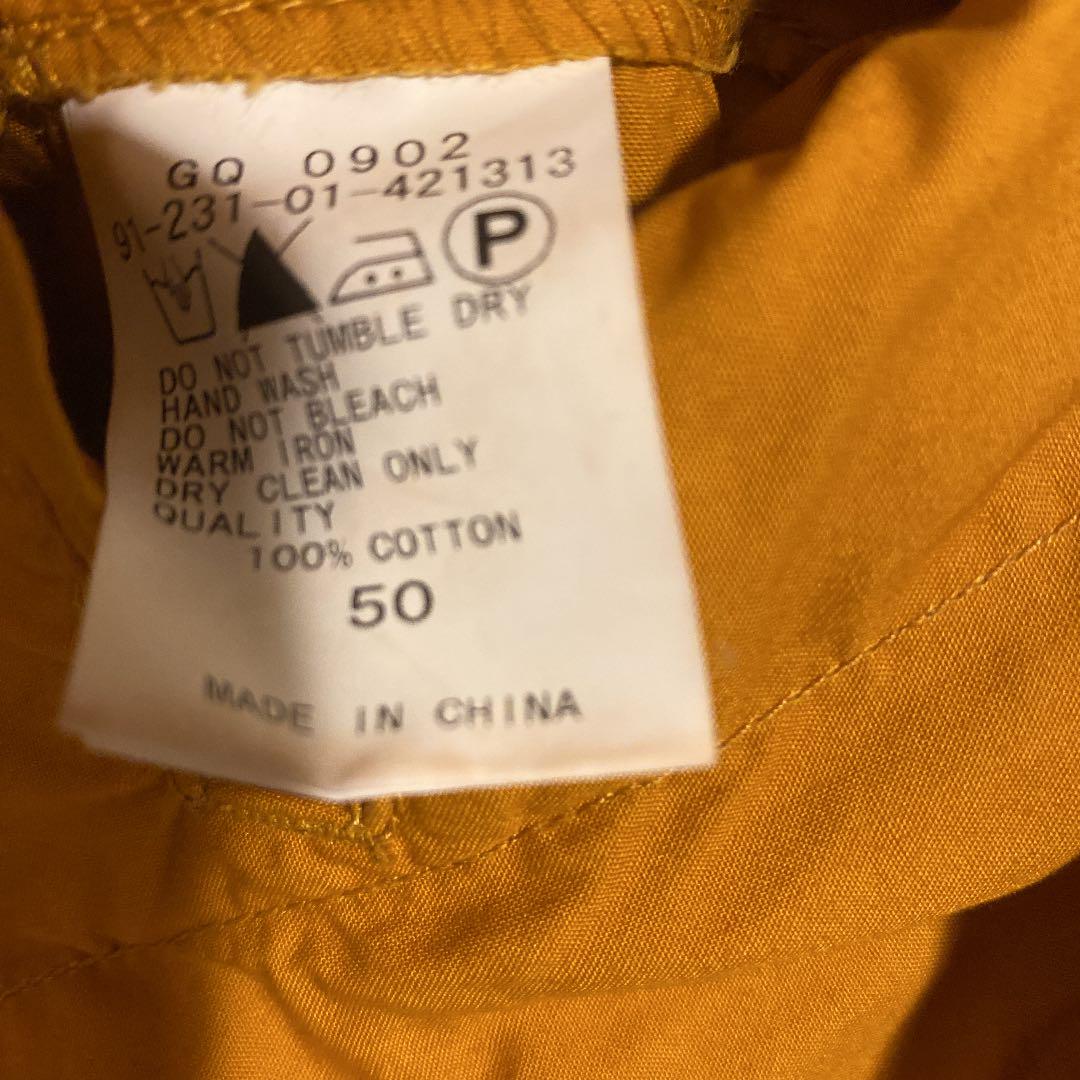 GQ 0902
91-231-01-421313
P
DO NOT TUMBLE DRY
HAND WASH
DO NOT BLEACH
WARM IRON
DRY CLEAN ONLY
QUALITY
100% COTTON
50
MADE IN CHINA